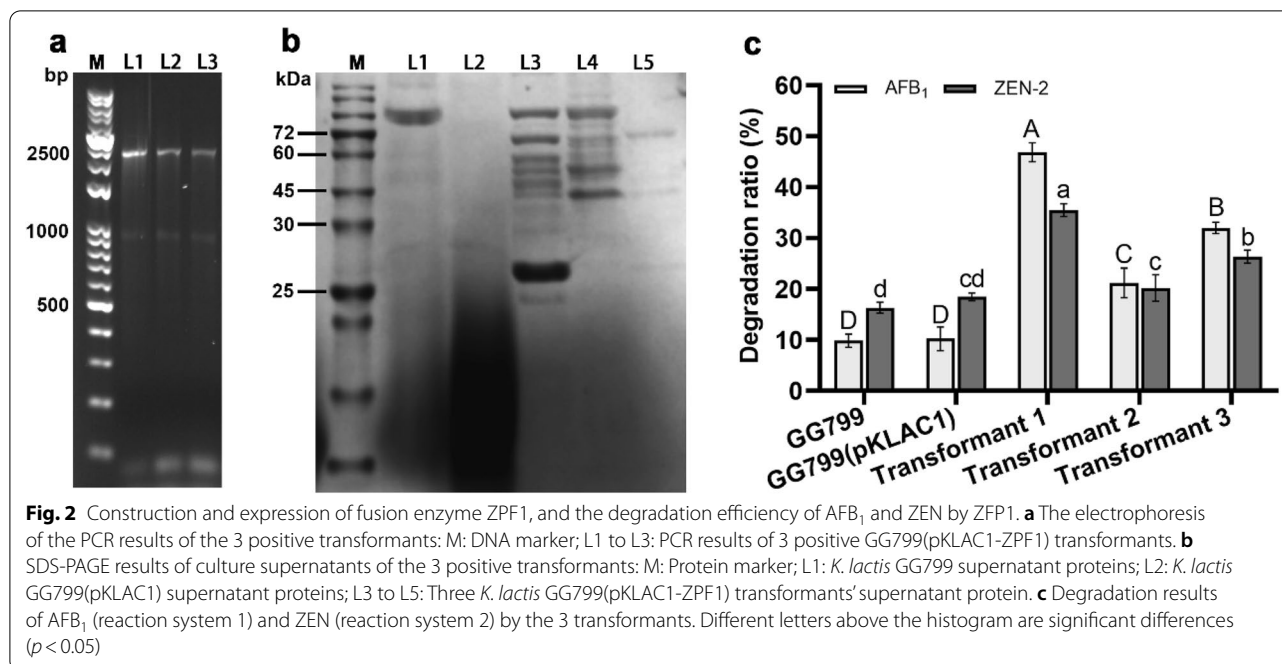 a
M L1 L2 L3
bp
2500
1000
500
b
M L1 L2 L3 L4 L5
kDa
72
60
45
30
25
c
AFB₁ ZEN-2
Degradation ratio (%)
60
50
40
30
20
10
0
D d D cd A a C c B b
GG799
GG799(pKLAC1)
Transformant 1
Transformant 2
Transformant 3
Fig. 2 Construction and expression of fusion enzyme ZPF1, and the degradation efficiency of AFB₁ and ZEN by ZFP1. a The electrophoresis
of the PCR results of the 3 positive transformants: M: DNA marker; L1 to L3: PCR results of 3 positive GG799(pKLAC1-ZPF1) transformants. b
SDS-PAGE results of culture supernatants of the 3 positive transformants: M: Protein marker; L1: K. lactis GG799 supernatant proteins; L2: K. lactis
GG799(pKLAC1) supernatant proteins; L3 to L5: Three K. lactis GG799(pKLAC1-ZPF1) transformants' supernatant protein. c Degradation results
of AFB₁ (reaction system 1) and ZEN (reaction system 2) by the 3 transformants. Different letters above the histogram are significant differences
(p < 0.05)